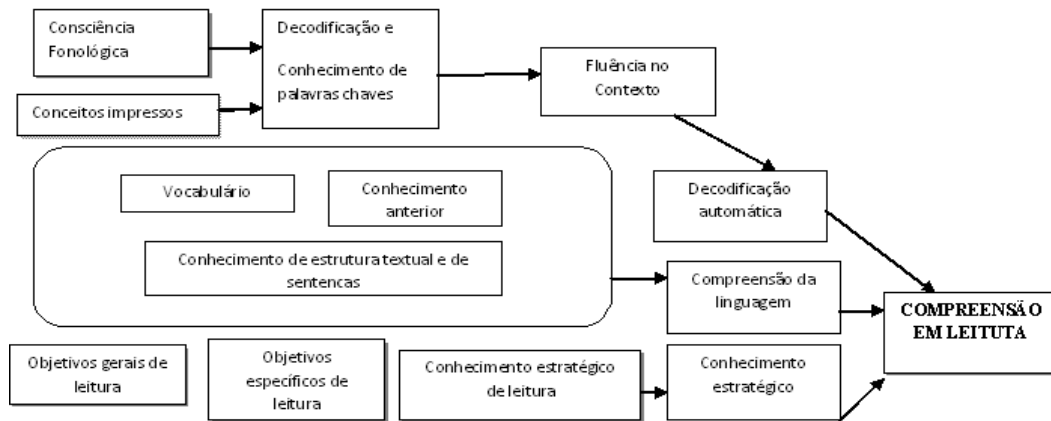 Consciência
Fonológica
Conceitos impressos
Decodificação e
Conhecimento de
palavras chaves
Fluência no
Contexto
Decodificação
automática
Vocabulário
Conhecimento
anterior
Conhecimento de estrutura textual e de
sentencas
Compreensão da
linguagem
COMPREENSÃO
EM LEITUTA
Objetivos gerais de
leitura
Objetivos
específicos de
leitura
Conhecimento estratégico
de leitura
Conhecimento
estratégico